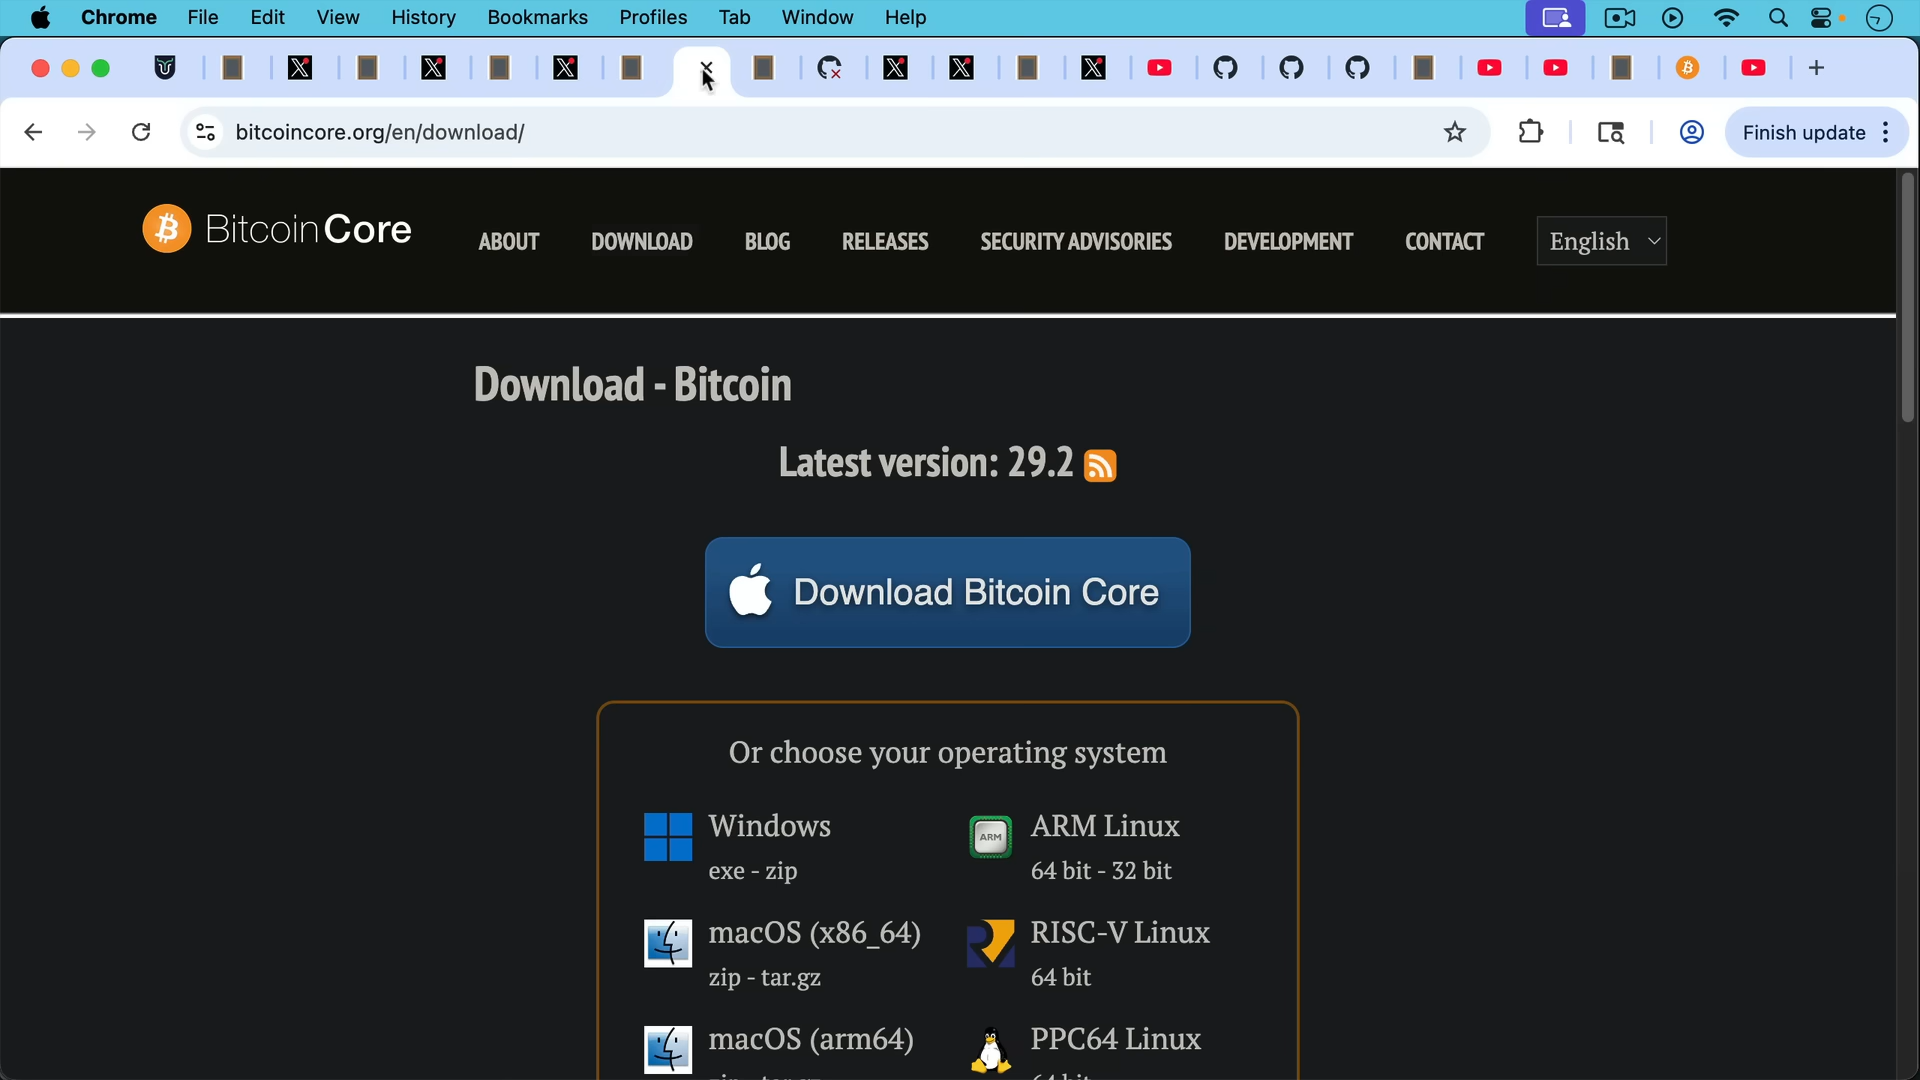 Chrome File Edit View History Bookmarks Profiles Tab Window Help
bitcoincore.org/en/download/
Finish update
BitcoinCore
ABOUT DOWNLOAD BLOG RELEASES SECURITY ADVISORIES DEVELOPMENT CONTACT English
Download - Bitcoin
Latest version: 29.2
Download Bitcoin Core
Or choose your operating system
Windows
exe - zip
ARM
ARM Linux
64 bit - 32 bit
macOS (x86_64)
zip - tar.gz
RISC-V Linux
64 bit
macOS (arm64)
PPC64 Linux